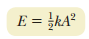 E = ½kA²